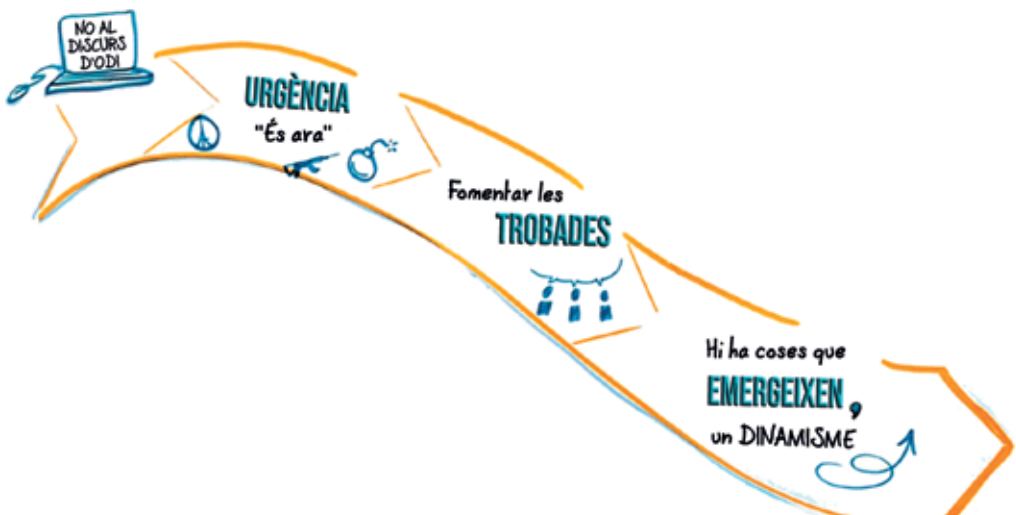 NO AL
DISCURS
D'ODI
URGÈNCIA
"És ara"
Fomentar les
TROBADES
Hi ha coses que
EMERGEIXEN,
un DINAMISME